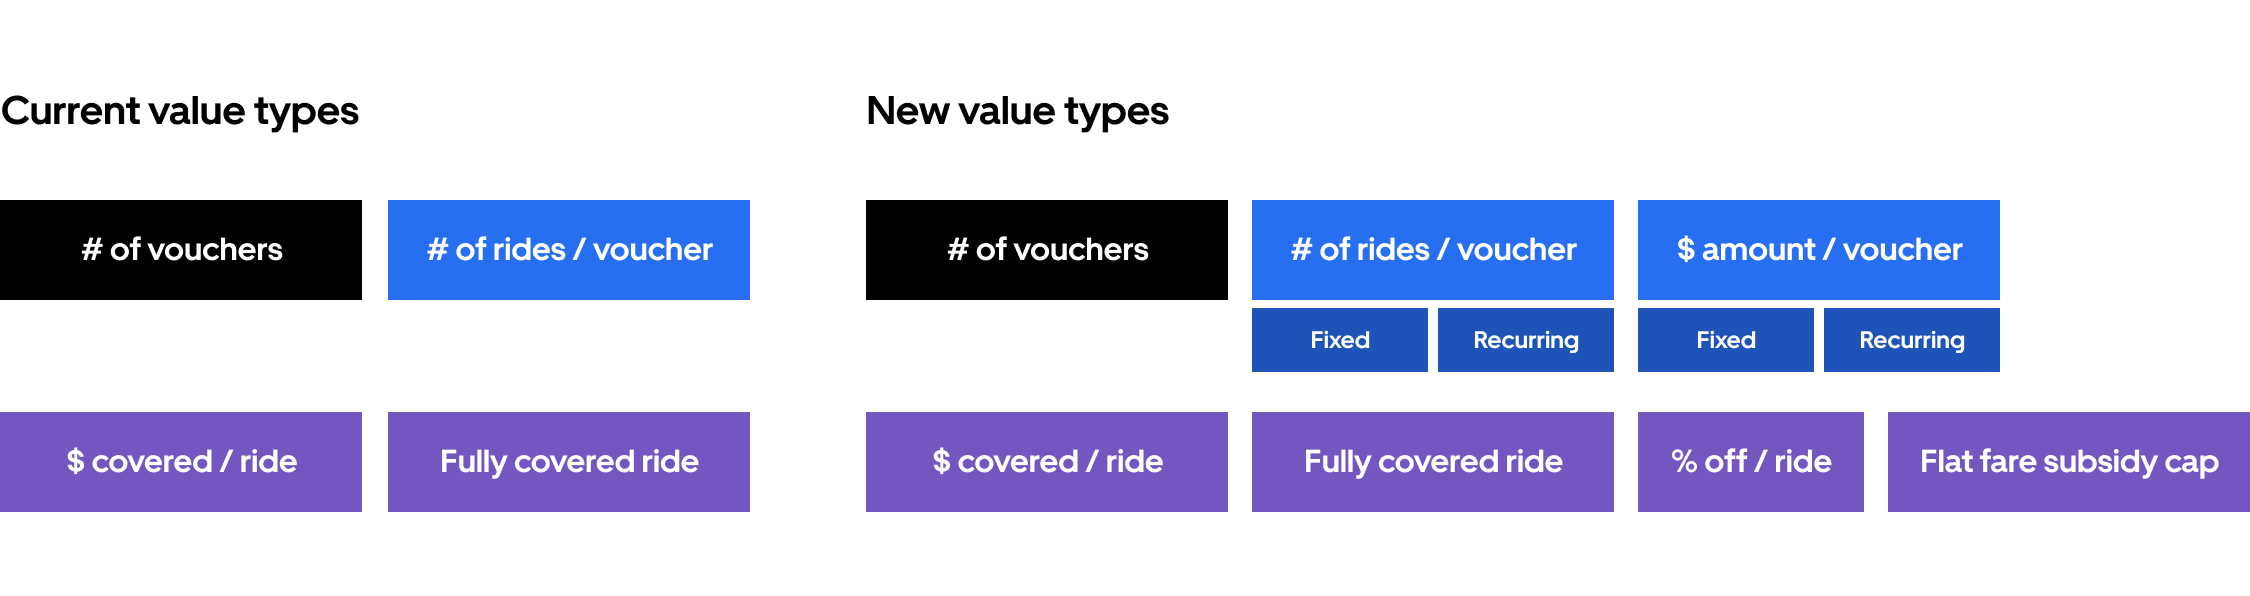 Current value types
# of vouchers
# of rides / voucher
$ covered / ride
Fully covered ride
New value types
# of vouchers
# of rides / voucher
$ amount / voucher
Fixed
Recurring
Fixed
Recurring
$ covered / ride
Fully covered ride
% off / ride
Flat fare subsidy cap